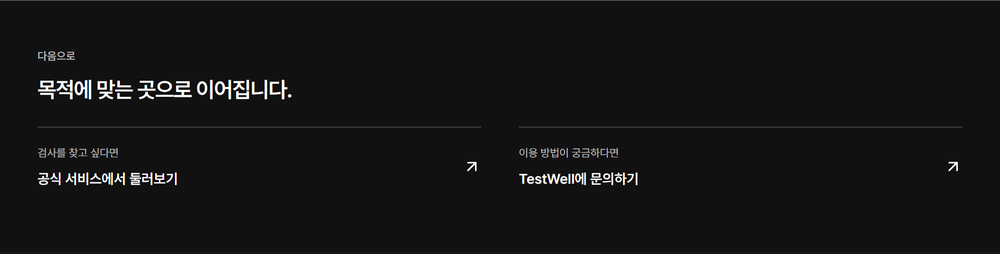 다음으로
목적에 맞는 곳으로 이어집니다.
검사를 찾고 싶다면
공식 서비스에서 둘러보기
이용 방법이 궁금하다면
TestWell에 문의하기